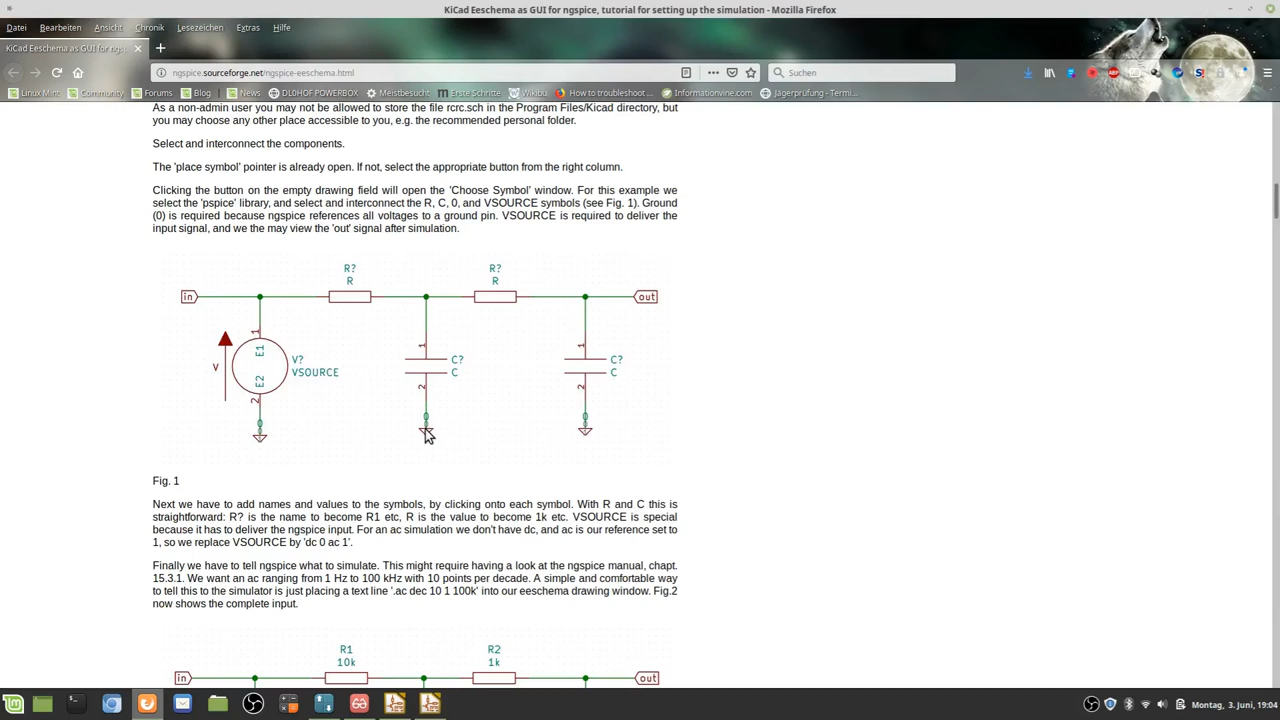 KiCad Eeschema as GUI for ngspice, tutorial for setting up the simulation - Mozilla Firefox
Datei Bearbeiten Ansicht Chronik Lesezeichen Extras Hilfe
KiCad Eeschema as GUI for ngs
ngspice.sourceforge.net/ngspice-eeschema.html
Suchen
Linux Mint Community Forums Blog News DL0HOF POWERBOX Meistbesucht Erste Schritte Wikibu How to troubleshoot ... Informationvine.com Jägerprüfung - Termi...
As a non-admin user you may not be allowed to store the file rcrc.sch in the Program Files/Kicad directory, but
you may choose any other place accessible to you, e.g. the recommended personal folder.
Select and interconnect the components.
The 'place symbol' pointer is already open. If not, select the appropriate button from the right column.
Clicking the button on the empty drawing field will open the 'Choose Symbol' window. For this example we
select the 'pspice' library, and select and interconnect the R, C, 0, and VSOURCE symbols (see Fig. 1). Ground
(0) is required because ngspice references all voltages to a ground pin. VSOURCE is required to deliver the
input signal, and we the may view the 'out' signal after simulation.
R? R?
R R
in out
1 1 1
E1
V
V? C? C?
VSOURCE C C
E2
2 2 2
0 0 0
Fig. 1
Next we have to add names and values to the symbols, by clicking onto each symbol. With R and C this is
straightforward: R? is the name to become R1 etc, R is the value to become 1k etc. VSOURCE is special
because it has to deliver the ngspice input. For an ac simulation we don't have dc, and ac is our reference set to
1, so we replace VSOURCE by 'dc 0 ac 1'.
Finally we have to tell ngspice what to simulate. This might require having a look at the ngspice manual, chapt.
15.3.1. We want an ac ranging from 1 Hz to 100 kHz with 10 points per decade. A simple and comfortable way
to tell this to the simulator is just placing a text line '.ac dec 10 1 100k' into our eeschema drawing window. Fig.2
now shows the complete input.
R1 R2
10k 1k
in out
Montag, 3. Juni, 19:04